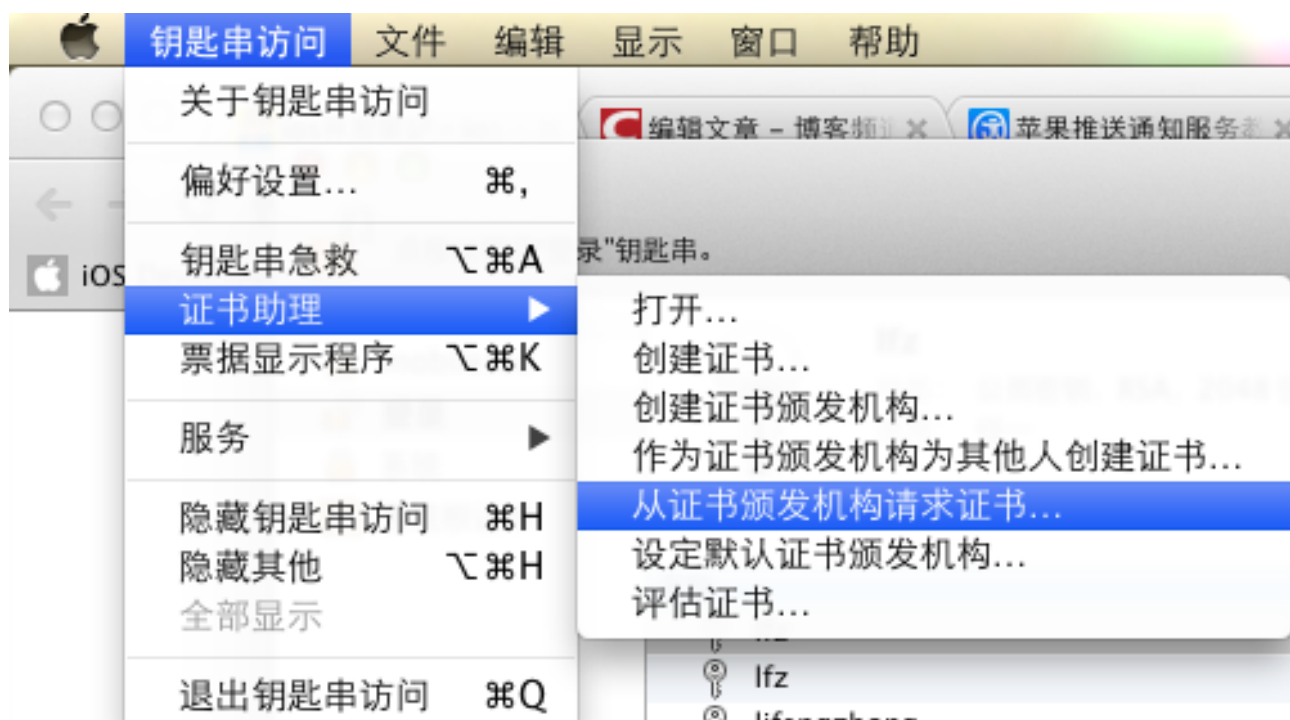 钥匙串访问 文件 编辑 显示 窗口 帮助
关于钥匙串访问
编辑文章 – 博客频道
苹果推送通知服务
偏好设置... ⌘,
钥匙串急救 ⌥⌘A
录"钥匙串。
iOS
证书助理
打开...
票据显示程序 ⌥⌘K
创建证书...
创建证书颁发机构...
服务
作为证书颁发机构为其他人创建证书...
从证书颁发机构请求证书...
隐藏钥匙串访问 ⌘H
设定默认证书颁发机构...
隐藏其他 ⌥⌘H
评估证书...
全部显示
lfz
退出钥匙串访问 ⌘Q